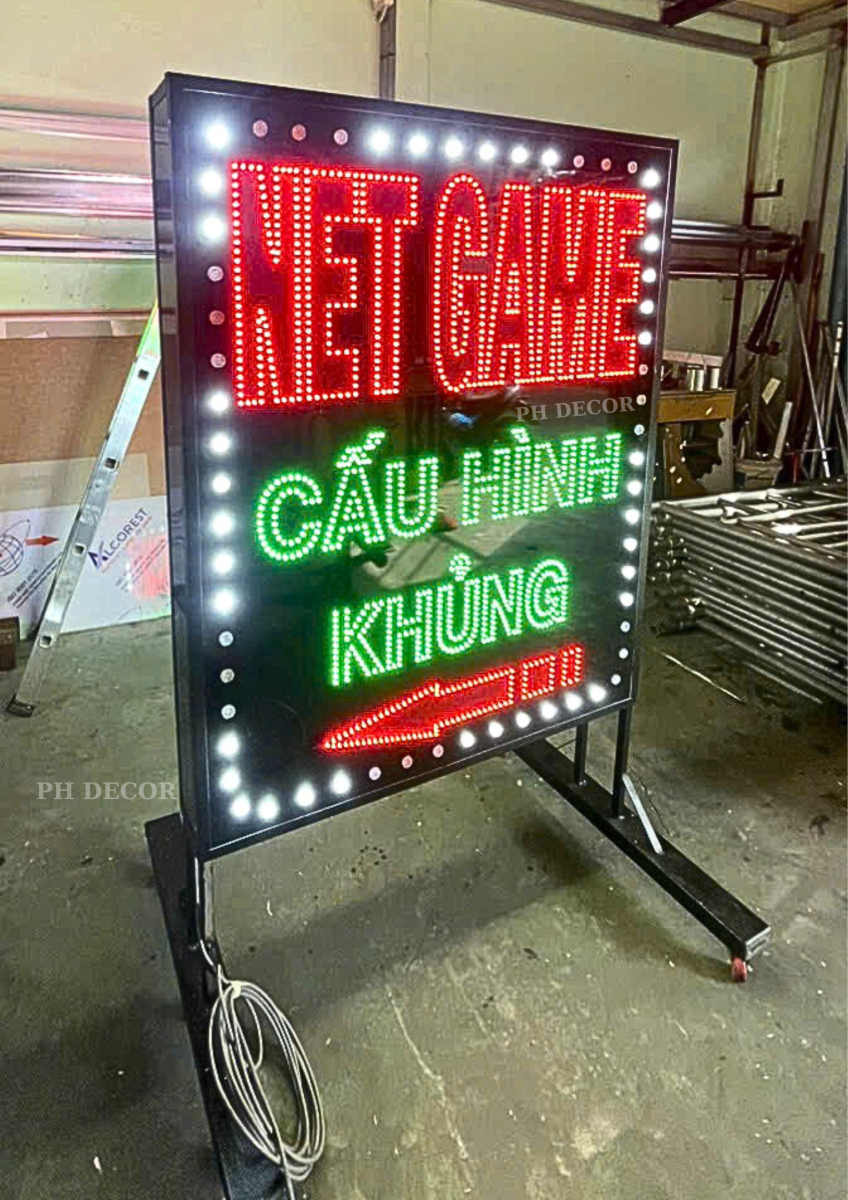 NET GAME
PH DECOR
CẤU HÌNH
KHỦNG
ALCOREST
PH DECOR